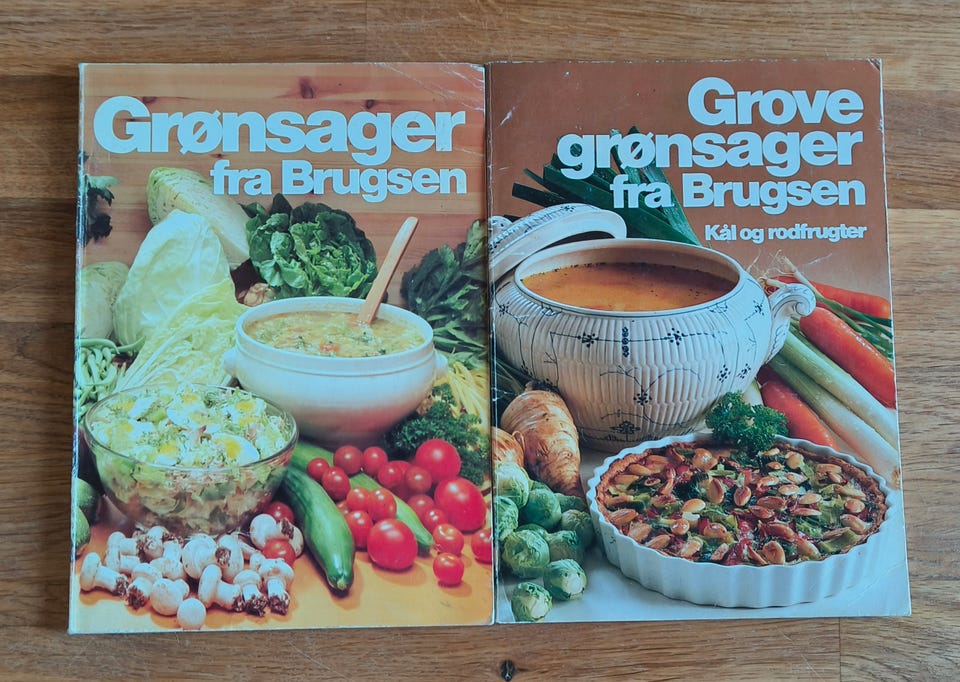 Grønsager
fra Brugsen
Grove
grønsager
fra Brugsen
Kål og rodfrugter